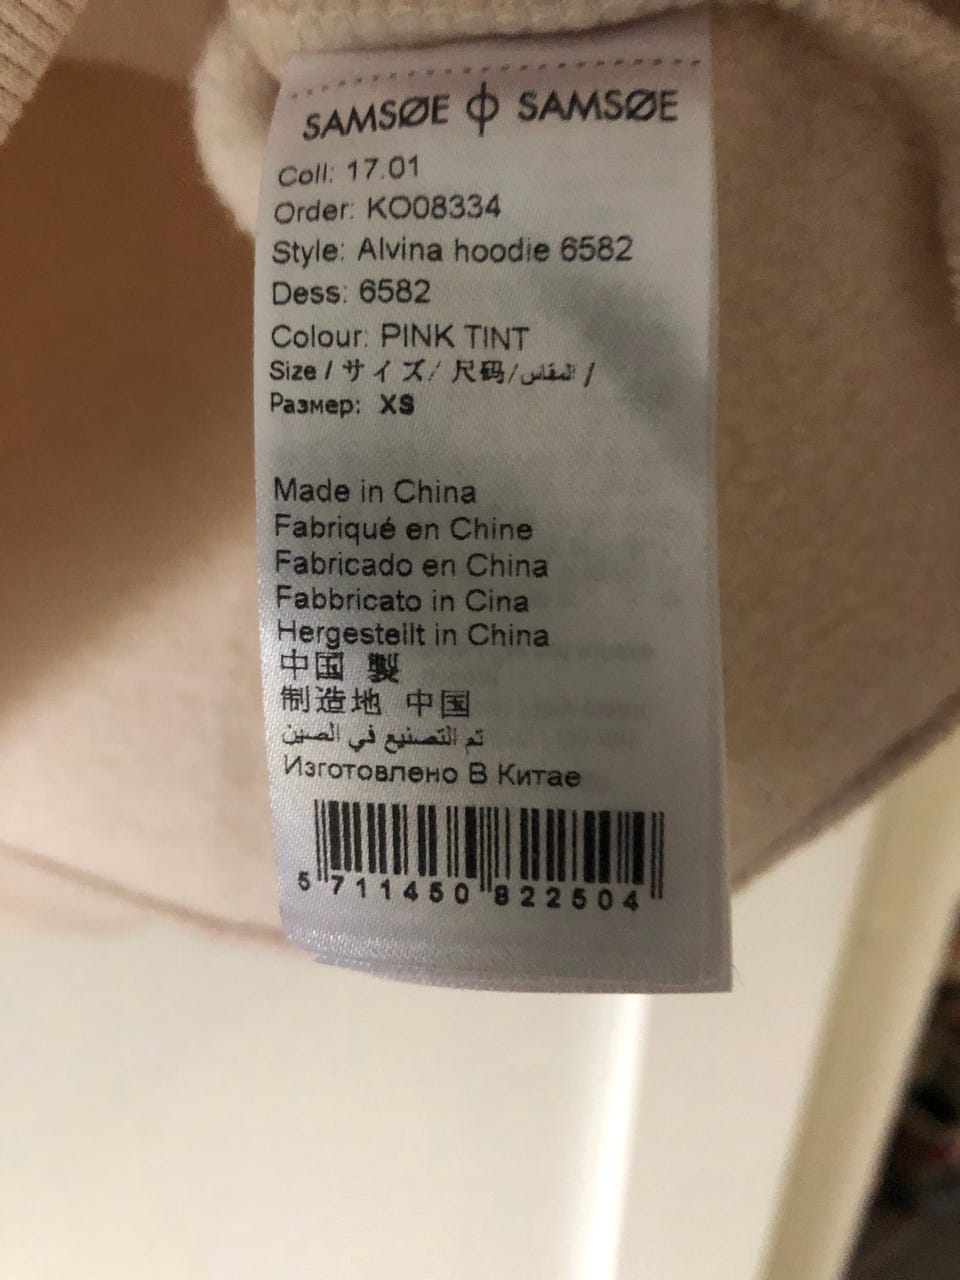 SAMSØE ф SAMSØE
Coll: 17.01
Order: KO08334
Style: Alvina hoodie 6582
Dess: 6582
Colour: PINK TINT
Size / サイズ/ 尺码/المقاس /
Размер: XS
Made in China
Fabriqué en Chine
Fabricado en China
Fabbricato in Cina
Hergestellt in China
中国 製
制造地 中国
تم التصنيع في الصين
Изготовлено В Китае
5 711450 822504